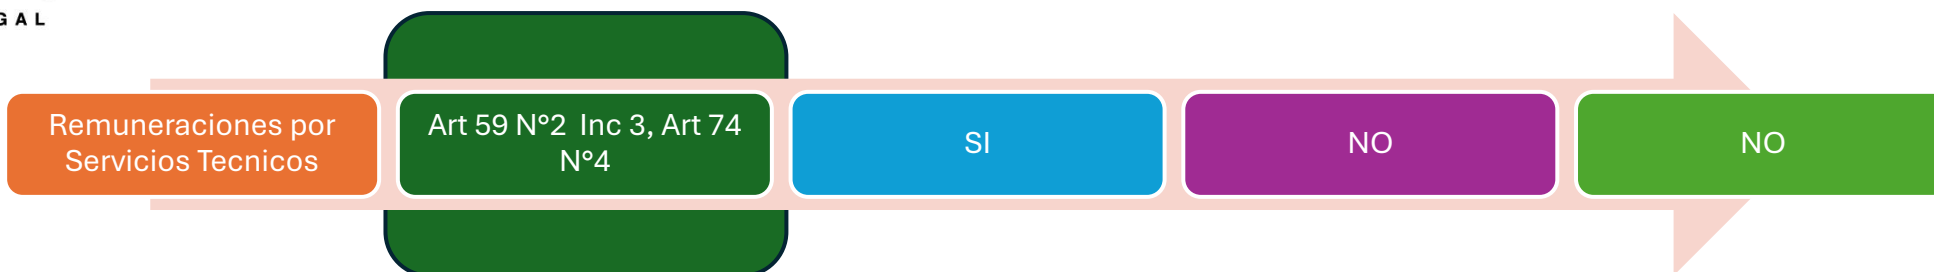 GAL
Remuneraciones por
Servicios Tecnicos
Art 59 N°2 Inc 3, Art 74
N°4
SI
NO
NO